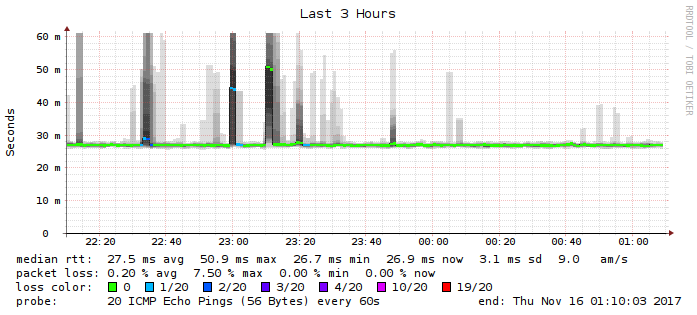 Last 3 Hours
RRDTOOL / TOBI OETIKER
Seconds
60 m
50 m
40 m
30 m
20 m
10 m
0
22:20 22:40 23:00 23:20 23:40 00:00 00:20 00:40 01:00
median rtt: 27.5 ms avg 50.9 ms max 26.7 ms min 26.9 ms now 3.1 ms sd 9.0 am/s
packet loss: 0.20 % avg 7.50 % max 0.00 % min 0.00 % now
loss color: 0 1/20 2/20 3/20 4/20 10/20 19/20
probe: 20 ICMP Echo Pings (56 Bytes) every 60s end: Thu Nov 16 01:10:03 2017